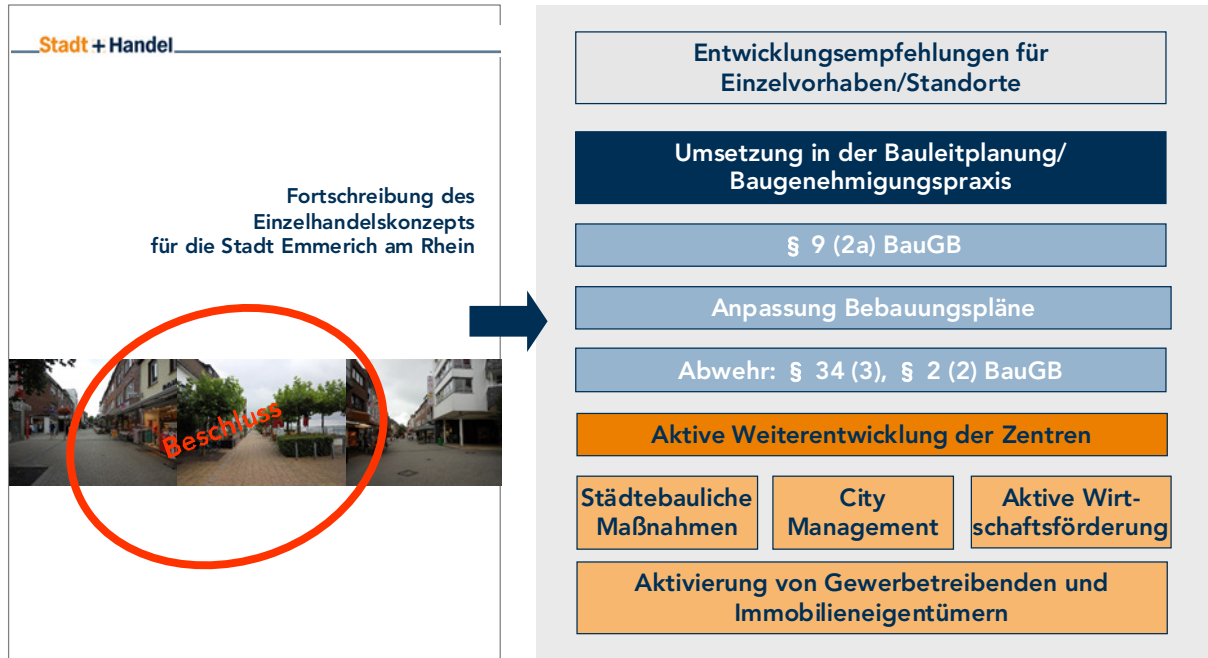 Stadt + Handel
Fortschreibung des
Einzelhandelskonzepts
für die Stadt Emmerich am Rhein
Beschluss
Entwicklungsempfehlungen für
Einzelvorhaben/Standorte
Umsetzung in der Bauleitplanung/
Baugenehmigungspraxis
§ 9 (2a) BauGB
Anpassung Bebauungspläne
Abwehr: § 34 (3), § 2 (2) BauGB
Aktive Weiterentwicklung der Zentren
Städtebauliche
Maßnahmen
City
Management
Aktive Wirt-
schaftsförderung
Aktivierung von Gewerbetreibenden und
Immobilieneigentümern